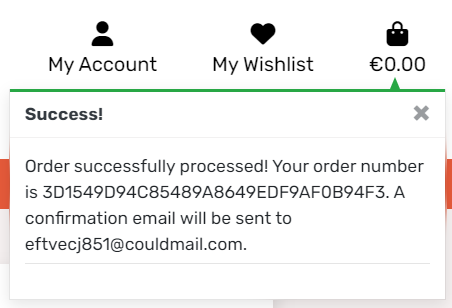 My Account
My Wishlist
€0.00
Success!
Order successfully processed! Your order number
is 3D1549D94C85489A8649EDF9AF0B94F3. A
confirmation email will be sent to
eftvecj851@couldmail.com.